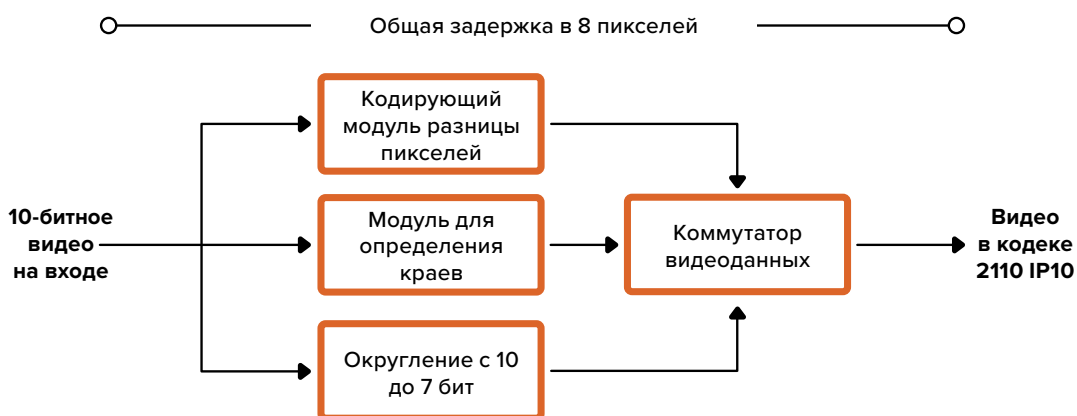 Общая задержка в 8 пикселей
Кодирующий
модуль разницы
пикселей
10-битное
видео
на входе
Модуль для
определения
краев
Коммутатор
видеоданных
Видео
в кодеке
2110 IP10
Округление с 10
до 7 бит